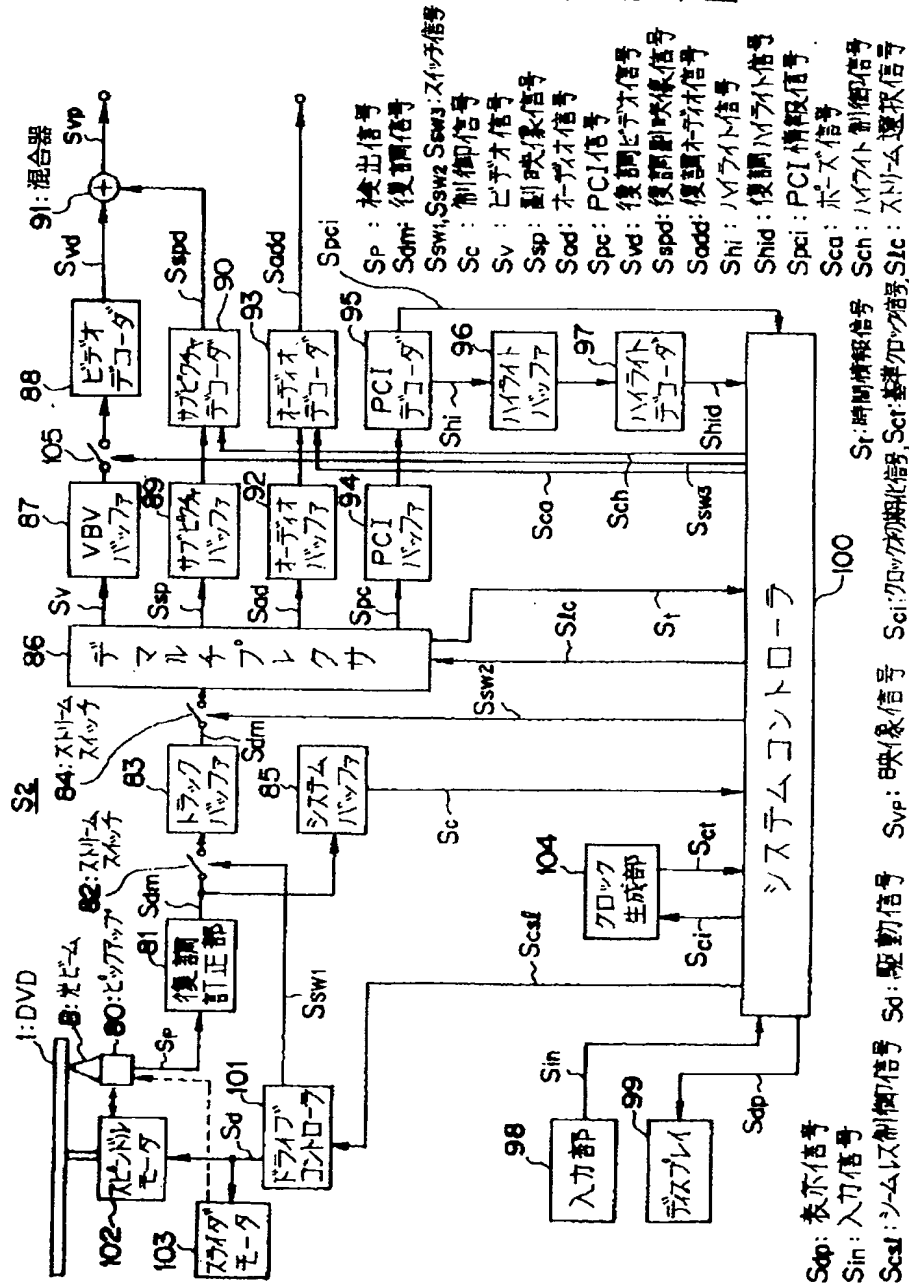 S2
1:DVD
8:光ビーム
80:ピックアップ
102
スピンドル
モータ
103
スライダ
モータ
101
ドライブ
コントローラ
Sd
Sp
81
復調
訂正部
Sdm
82:ストリーム
スイッチ
SSW1
83
トラック
バッファ
84:ストリーム
スイッチ
Sdm
85
システム
バッファ
Sc
SSW2
86
デマルチプレクサ
Sv
Ssp
Sad
Spc
Slc
St
87
VBV
バッファ
89
サブピクチャ
バッファ
92
オーディオ
バッファ
94
PCI
バッファ
105
88
ビデオ
デコーダ
90
サブピクチャ
デコーダ
93
オーディオ
デコーダ
95
PCI
デコーダ
Svd
91:混合器
Svp
Sspd
Sadd
Spci
Shi
96
ハイライト
バッファ
97
ハイライト
デコーダ
Shid
Sca
Sch
SSW3
98
入力部
99
ディスプレイ
Sin
Sdp
Scsl
104
クロック
生成部
Sci
Sct
システムコントローラ
100
SP:検出信号
Sdm:復調信号
SSW1,SSW2 SSW3:スイッチ信号
Sc:制御信号
Sv:ビデオ信号
Ssp:副映像信号
Sad:オーディオ信号
Spc:PCI信号
Svd:復調ビデオ信号
Sspd:復調副映像信号
Sadd:復調オーディオ信号
Shi:ハイライト信号
Shid:復調ハイライト信号
Spci:PCI情報信号
Sca:ポーズ信号
Sch:ハイライト制御信号
Slc:ストリーム選択信号
St:時間情報信号
Sci:クロック初期化信号,Sct:基準クロック信号,
Svp:映像信号
Sd:駆動信号
Sdp:表示信号
Sin:入力信号
Scsl:シームレス制御信号